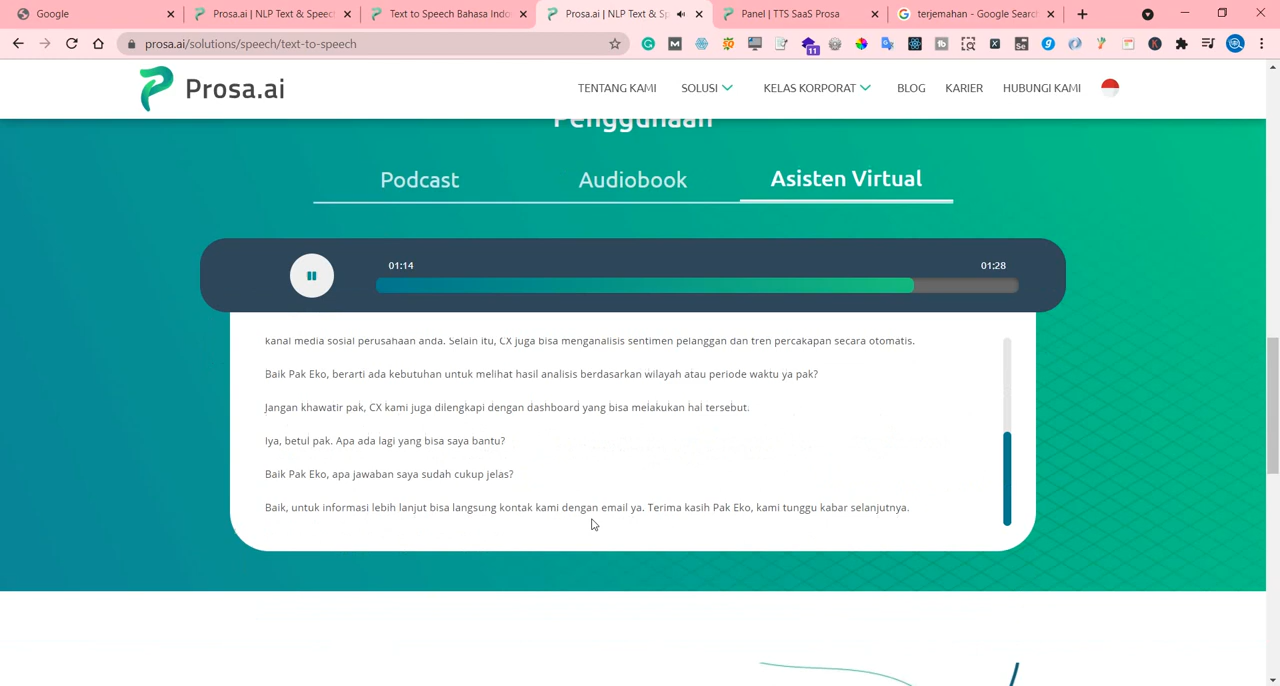 Google
Prosa.ai | NLP Text & Speech
Text to Speech Bahasa Indo
Prosa.ai | NLP Text & Sp
Panel | TTS SaaS Prosa
terjemahan - Google Search
prosa.ai/solutions/speech/text-to-speech
11
Prosa.ai
TENTANG KAMI
SOLUSI
KELAS KORPORAT
BLOG
KARIER
HUBUNGI KAMI
Penggunaan
Podcast
Audiobook
Asisten Virtual
01:14
01:28
kanal media sosial perusahaan anda. Selain itu, CX juga bisa menganalisis sentimen pelanggan dan tren percakapan secara otomatis.
Baik Pak Eko, berarti ada kebutuhan untuk melihat hasil analisis berdasarkan wilayah atau periode waktu ya pak?
Jangan khawatir pak, CX kami juga dilengkapi dengan dashboard yang bisa melakukan hal tersebut.
Iya, betul pak. Apa ada lagi yang bisa saya bantu?
Baik Pak Eko, apa jawaban saya sudah cukup jelas?
Baik, untuk informasi lebih lanjut bisa langsung kontak kami dengan email ya. Terima kasih Pak Eko, kami tunggu kabar selanjutnya.